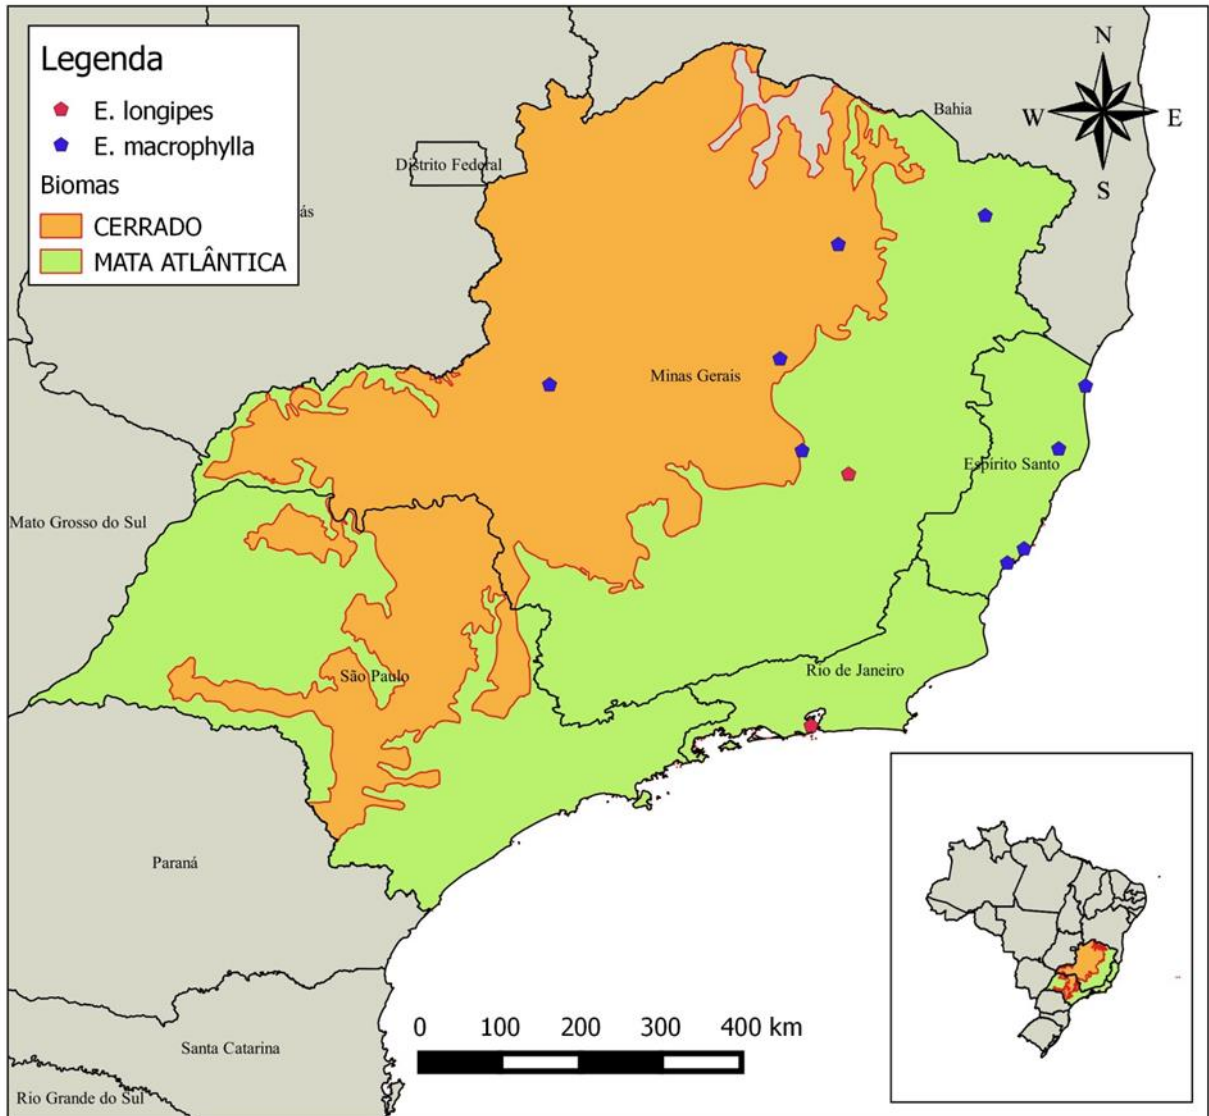 Legenda
E. longipes
E. macrophylla
Biomas
CERRADO
MATA ATLÂNTICA
N
W
E
S
Bahia
Distrito Federal
ás
Minas Gerais
Espírito Santo
Mato Grosso do Sul
São Paulo
Rio de Janeiro
Paraná
Santa Catarina
Rio Grande do Sul
0 100 200 300 400 km